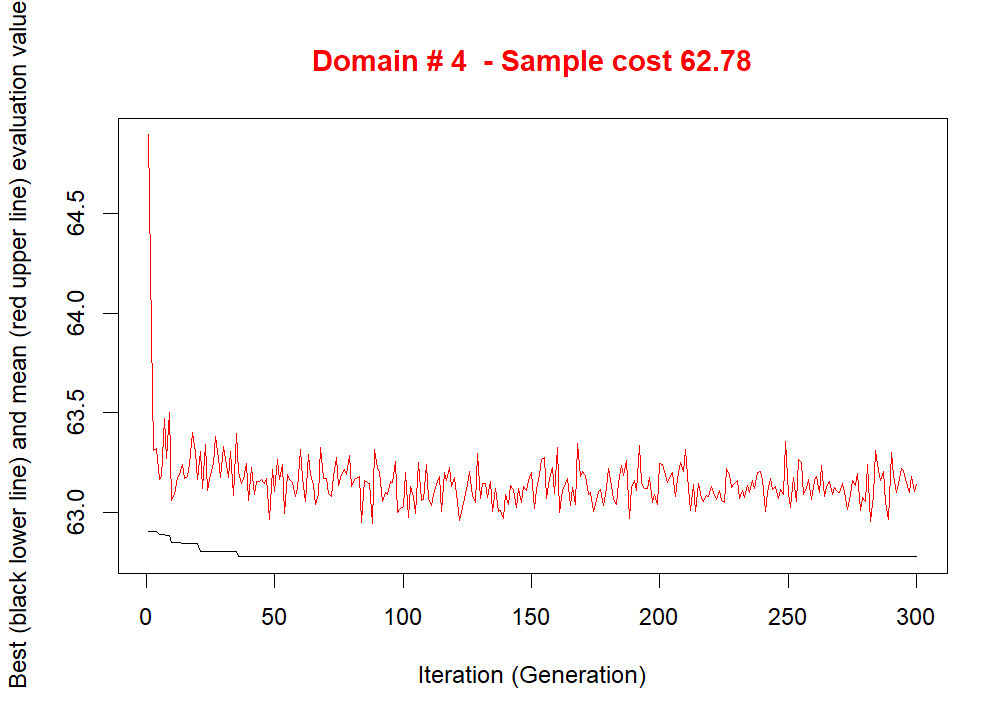 Domain # 4  - Sample cost 62.78
Best (black lower line) and mean (red upper line) evaluation value
64.5
64.0
63.5
63.0
0 50 100 150 200 250 300
Iteration (Generation)